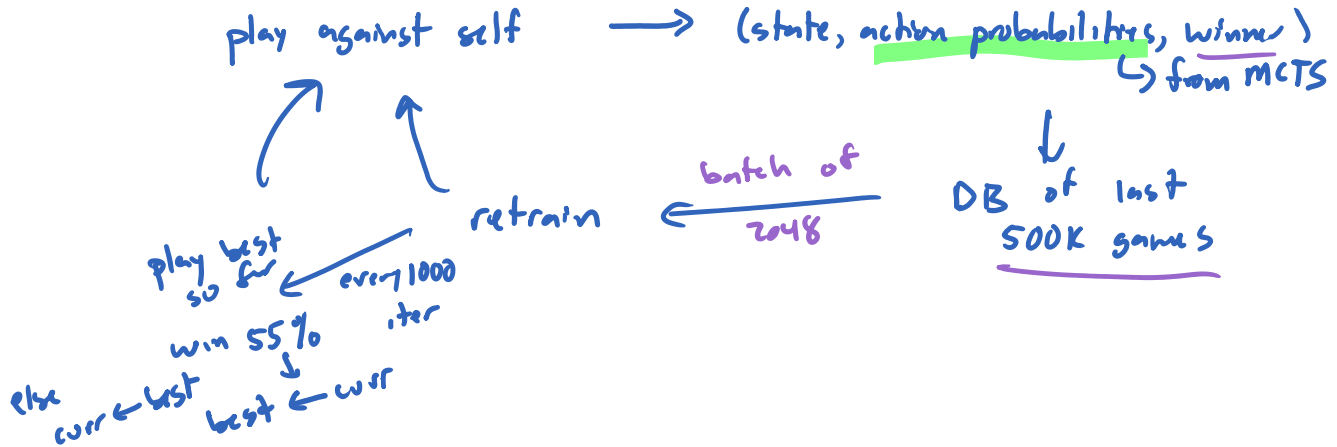 play against self
(state, action probabilities, winner)
from MCTS
batch of
2048
DB of last
500K games
retrain
play best
so far
every 1000
iter
win 55%
best ← curr
else
curr ← best